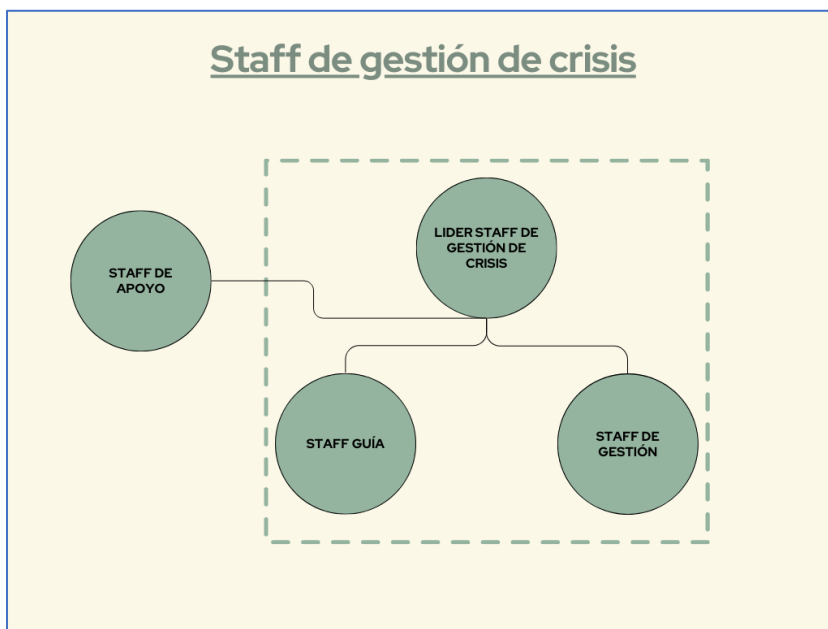 Staff de gestión de crisis
LIDER STAFF DE
GESTIÓN DE
CRISIS
STAFF DE
APOYO
STAFF GUÍA
STAFF DE
GESTIÓN